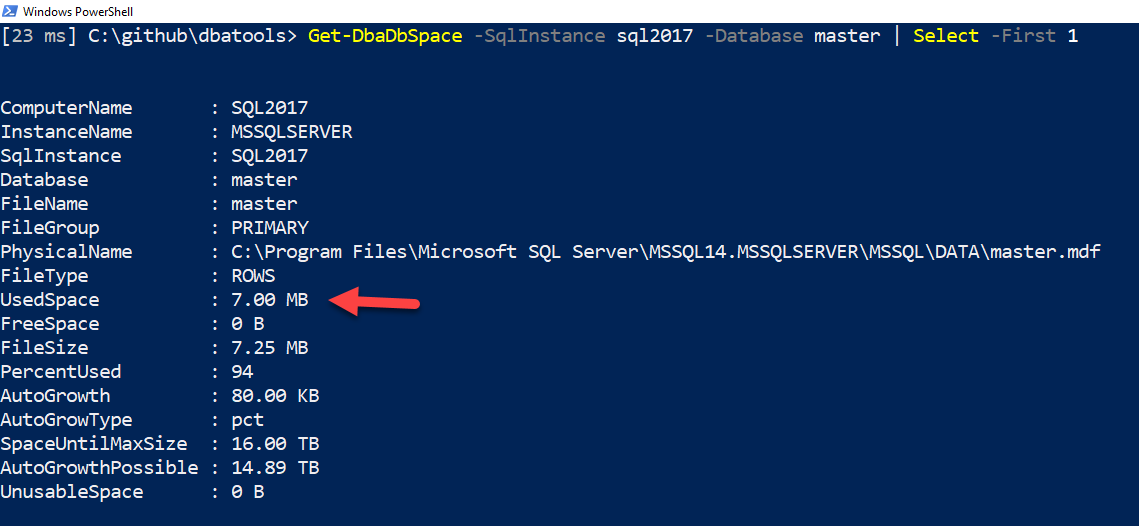 Windows PowerShell
[23 ms] C:\github\dbatools> Get-DbaDbSpace -SqlInstance sql2017 -Database master | Select -First 1
ComputerName : SQL2017
InstanceName : MSSQLSERVER
SqlInstance : SQL2017
Database : master
FileName : master
FileGroup : PRIMARY
PhysicalName : C:\Program Files\Microsoft SQL Server\MSSQL14.MSSQLSERVER\MSSQL\DATA\master.mdf
FileType : ROWS
UsedSpace : 7.00 MB
FreeSpace : 0 B
FileSize : 7.25 MB
PercentUsed : 94
AutoGrowth : 80.00 KB
AutoGrowType : pct
SpaceUntilMaxSize : 16.00 TB
AutoGrowthPossible : 14.89 TB
UnusableSpace : 0 B